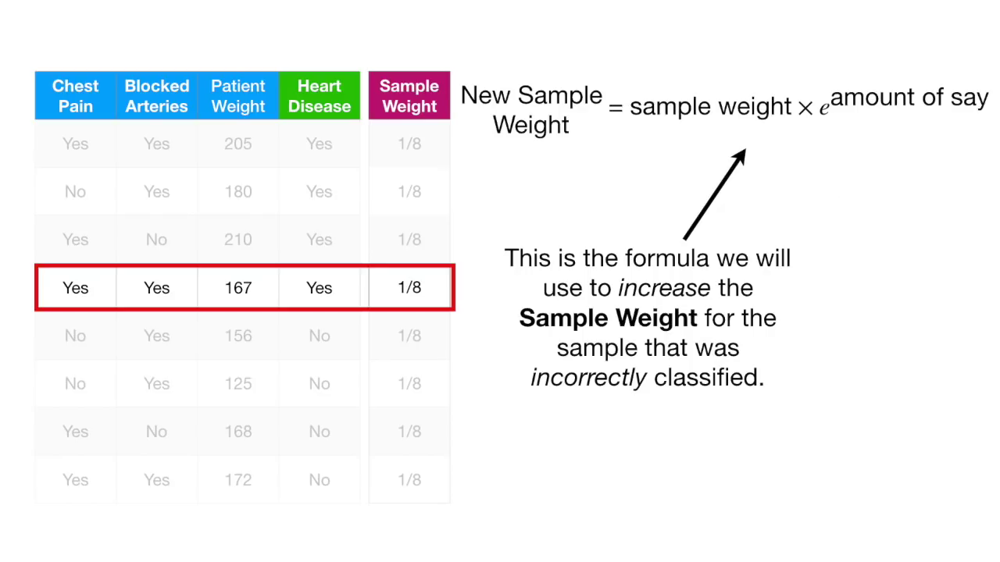 Chest Pain Blocked Arteries Patient Weight Heart Disease Sample Weight
Yes Yes 205 Yes 1/8
No Yes 180 Yes 1/8
Yes No 210 Yes 1/8
Yes Yes 167 Yes 1/8
No Yes 156 No 1/8
No Yes 125 No 1/8
Yes No 168 No 1/8
Yes Yes 172 No 1/8
New Sample Weight = sample weight × e^amount of say
This is the formula we will
use to increase the
Sample Weight for the
sample that was
incorrectly classified.